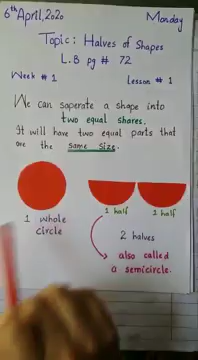 6th April, 2020 Monday
Topic: Halves of Shapes
L.B pg # 72
Week # 1 Lesson # 1
We can saperate a shape into
two equal shares.
It will have two equal parts that
are the same size.
1 whole
circle
1 half 1 half
2 halves
also called
a semicircle.